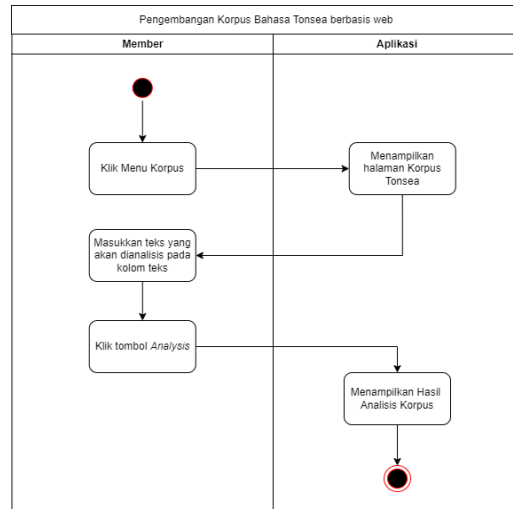 Pengembangan Korpus Bahasa Tonsea berbasis web
Member
Aplikasi
Klik Menu Korpus
Menampilkan
halaman Korpus
Tonsea
Masukkan teks yang
akan dianalisis pada
kolom teks
Klik tombol Analysis
Menampilkan Hasil
Analisis Korpus